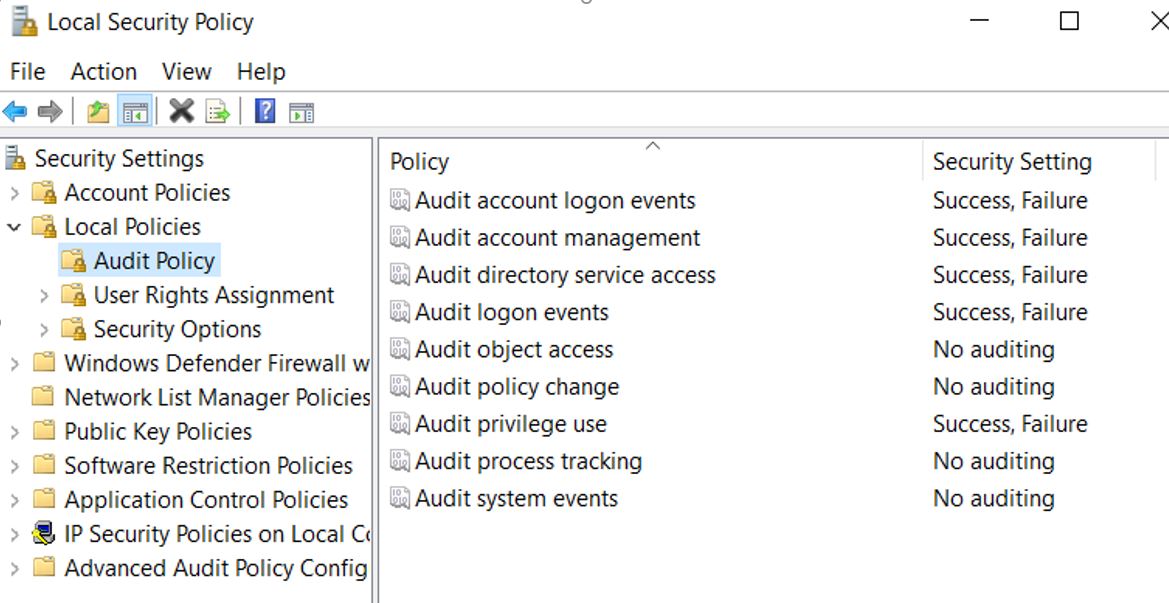 Local Security Policy
File Action View Help
Security Settings
Account Policies
Local Policies
Audit Policy
User Rights Assignment
Security Options
Windows Defender Firewall w
Network List Manager Policies
Public Key Policies
Software Restriction Policies
Application Control Policies
IP Security Policies on Local Co
Advanced Audit Policy Config
Policy Security Setting
Audit account logon events Success, Failure
Audit account management Success, Failure
Audit directory service access Success, Failure
Audit logon events Success, Failure
Audit object access No auditing
Audit policy change No auditing
Audit privilege use Success, Failure
Audit process tracking No auditing
Audit system events No auditing